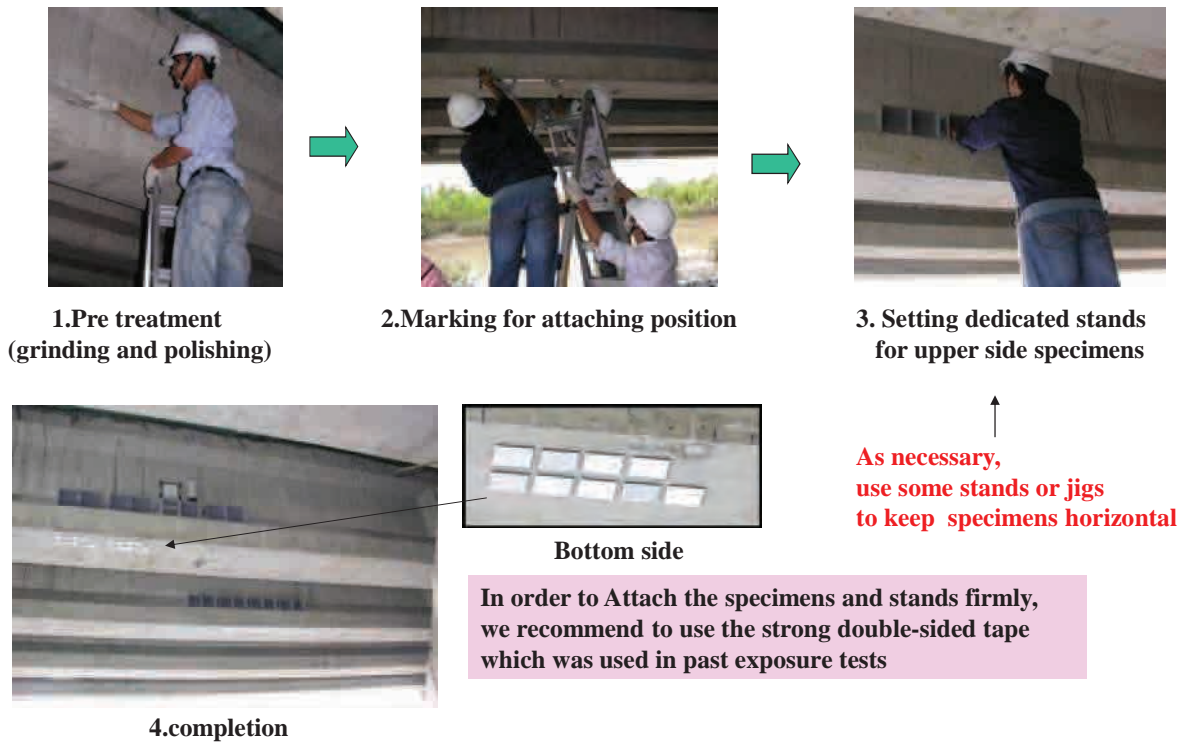 1.Pre treatment
(grinding and polishing)
2.Marking for attaching position
3. Setting dedicated stands
for upper side specimens
As necessary,
use some stands or jigs
to keep specimens horizontal
Bottom side
In order to Attach the specimens and stands firmly,
we recommend to use the strong double-sided tape
which was used in past exposure tests
4.completion